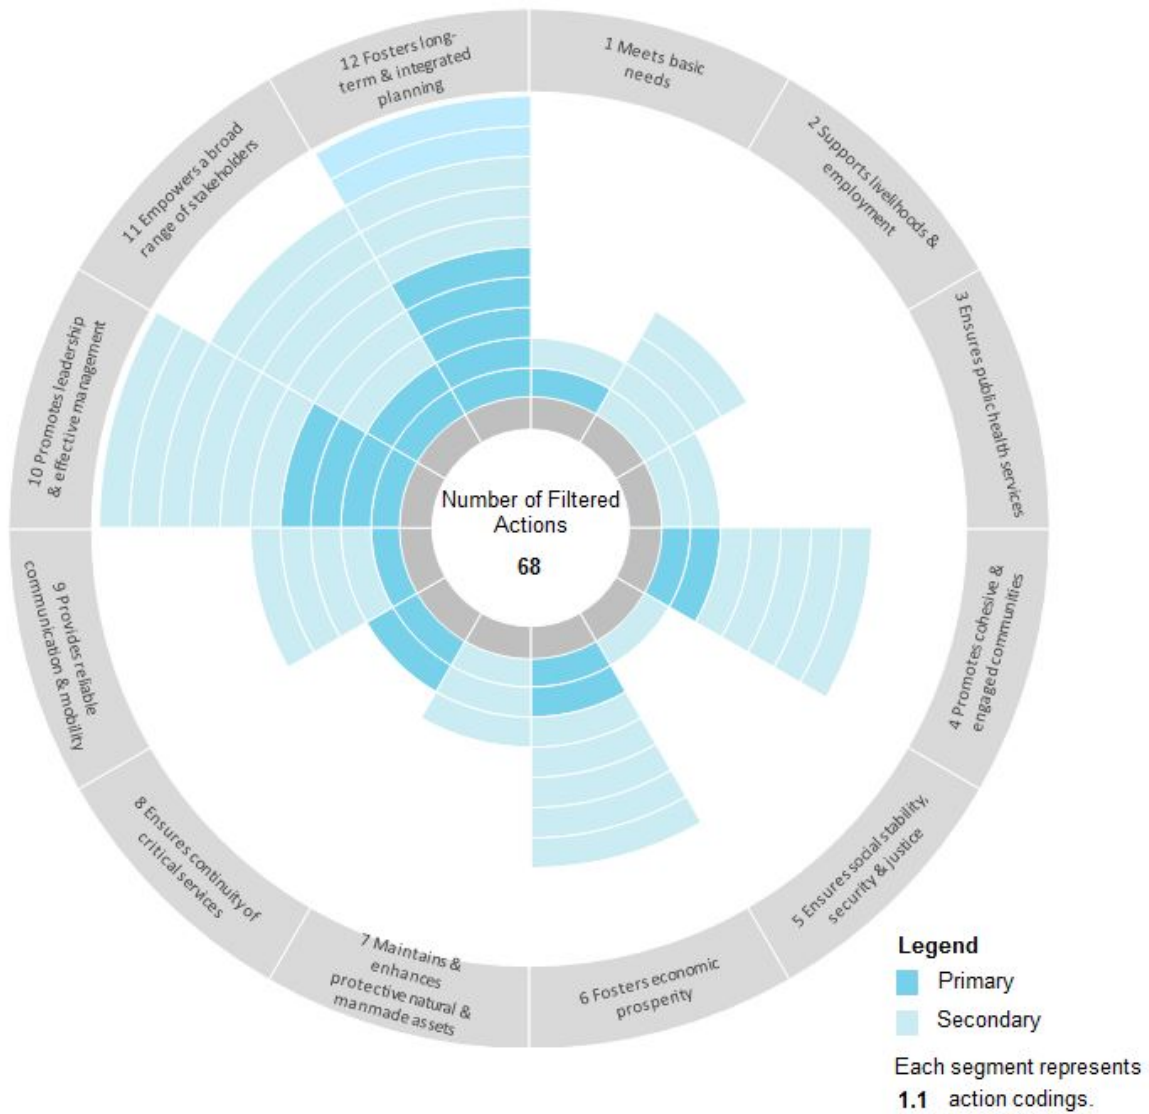 1 Meets basic
needs
2 Supports livelihoods &
employment
3 Ensures public health services
4 Promotes cohesive &
engaged communities
5 Ensures social stability,
security & justice
6 Fosters economic
prosperity
7 Maintains &
enhances
protective natural &
manmade assets
8 Ensures continuity of
critical services
9 Provides reliable
communication & mobility
10 Promotes leadership
& effective management
11 Empowers a broad
range of stakeholders
12 Fosters long-
term & integrated
planning
Number of Filtered
Actions
68
Legend
Primary
Secondary
Each segment represents
1.1 action codings.